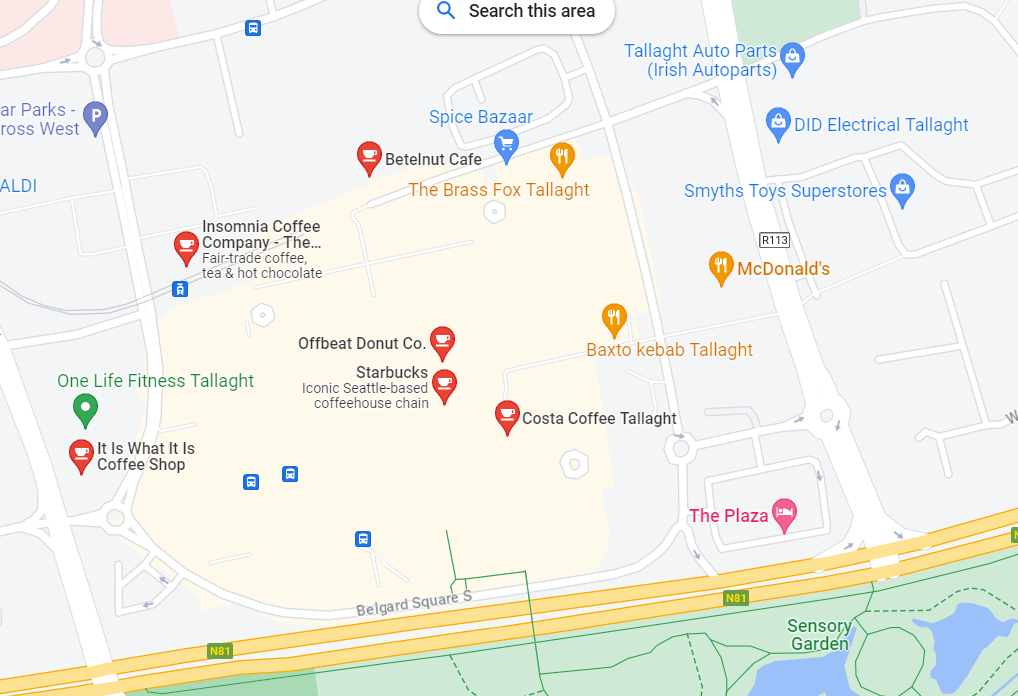 Search this area
Tallaght Auto Parts
(Irish Autoparts)
ar Parks -
ross West
P
Spice Bazaar
DID Electrical Tallaght
Betelnut Cafe
ALDI
The Brass Fox Tallaght
Smyths Toys Superstores
Insomnia Coffee
Company - The...
Fair-trade coffee,
tea & hot chocolate
R113
McDonald's
Offbeat Donut Co.
Baxto kebab Tallaght
Starbucks
Iconic Seattle-based
coffeehouse chain
One Life Fitness Tallaght
Costa Coffee Tallaght
W
It Is What It Is
Coffee Shop
The Plaza
N
Belgard Square S
N81
Sensory
Garden
N81